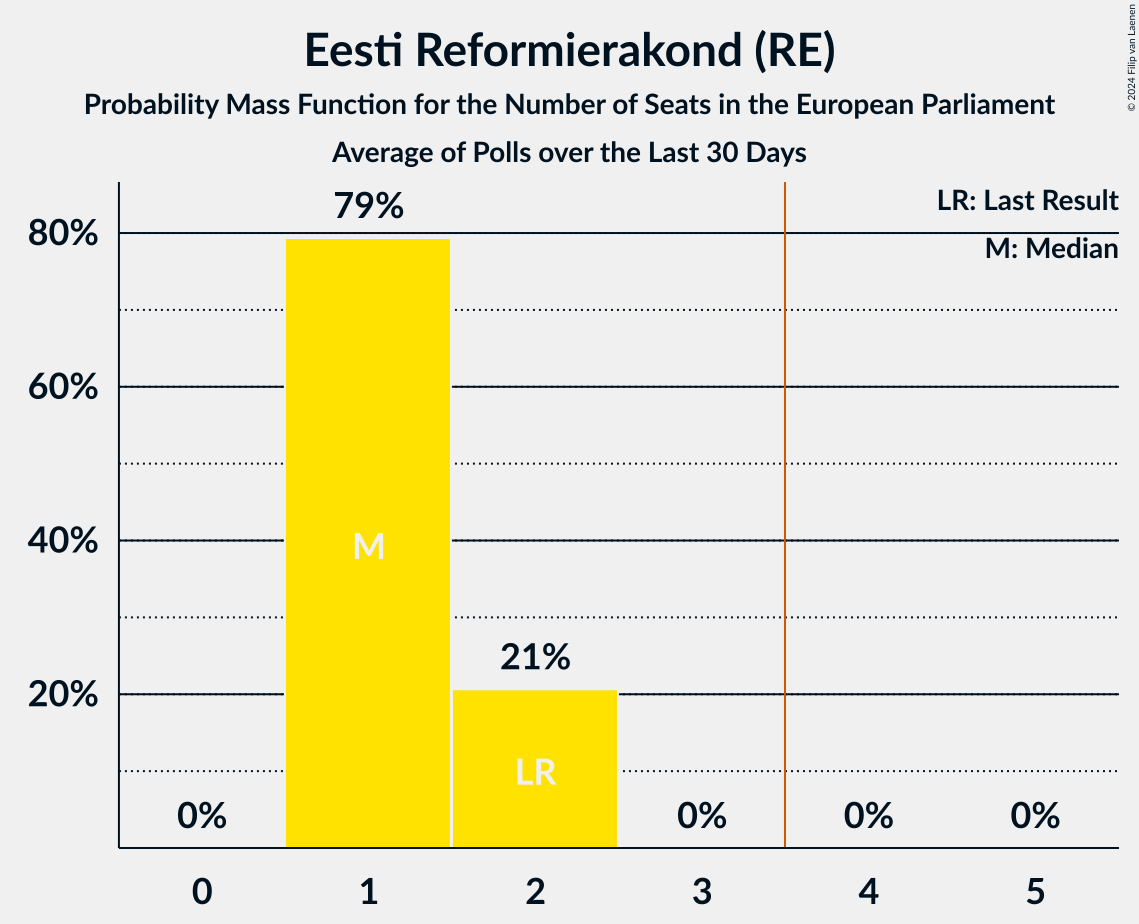 Eesti Reformierakond (RE)
Probability Mass Function for the Number of Seats in the European Parliament
Average of Polls over the Last 30 Days
© 2024 Filip van Laenen
LR: Last Result
M: Median
80%
60%
40%
20%
0%
79%
21%
0%
0%
0%
M
LR
0
1
2
3
4
5